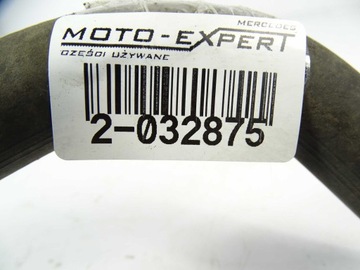 MERCEDES
MOTO-EXPERT
CZĘŚCI UŻYWANE
2-032875